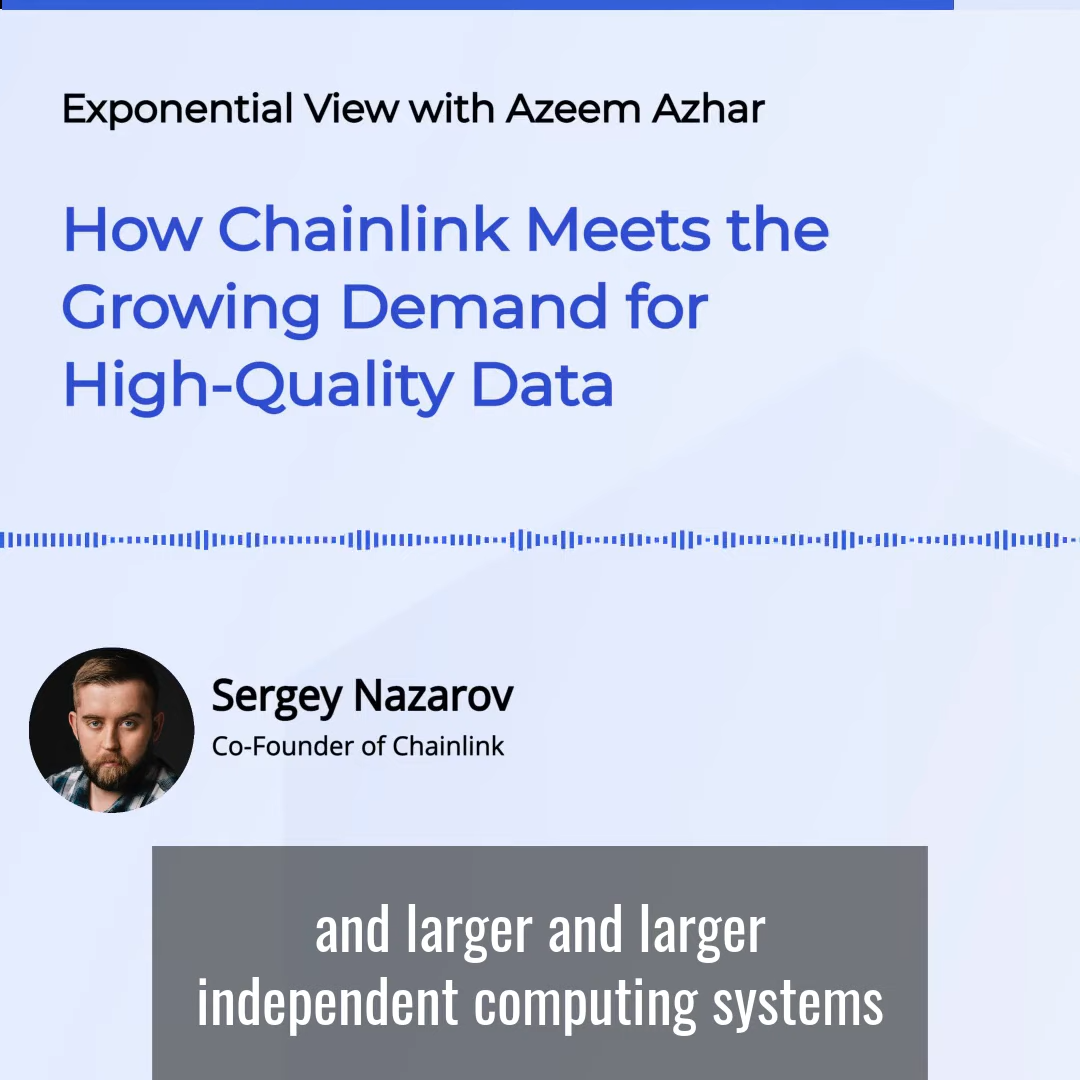 Exponential View with Azeem Azhar
How Chainlink Meets the
Growing Demand for
High-Quality Data
Sergey Nazarov
Co-Founder of Chainlink
and larger and larger
independent computing systems